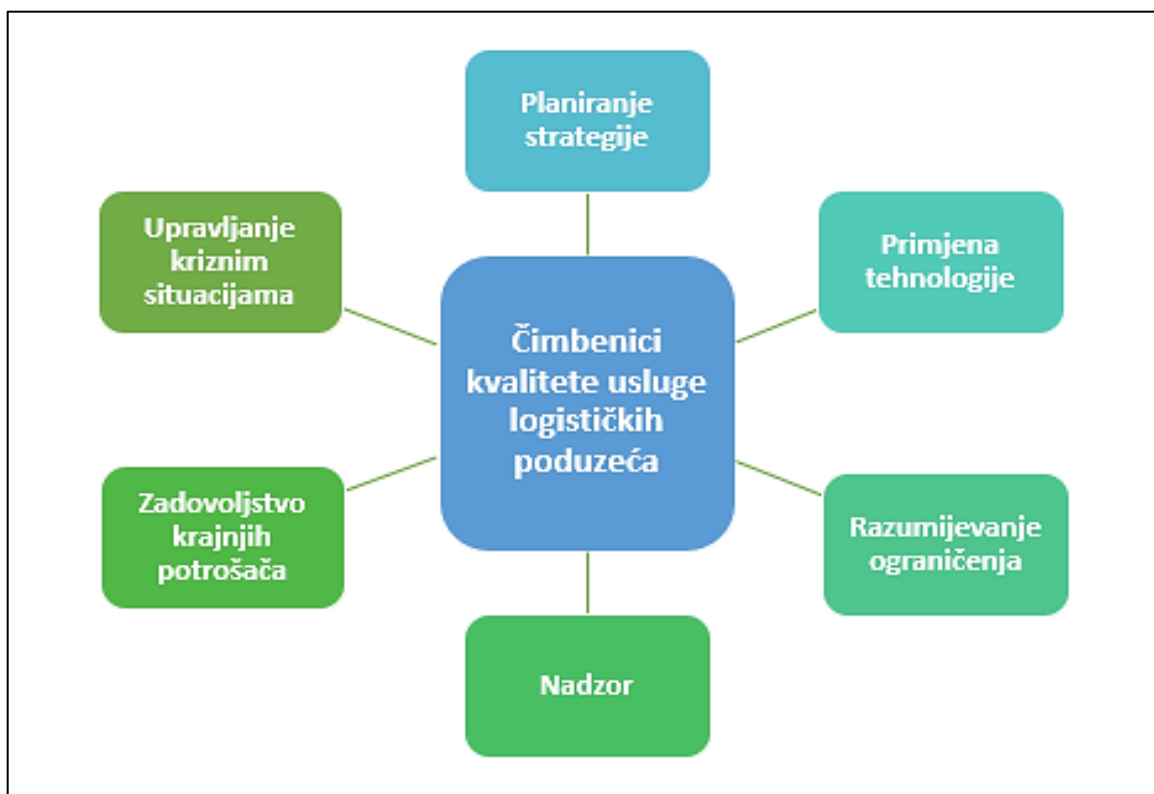 Planiranje
strategije
Primjena
tehnologije
Razumijevanje
ograničenja
Nadzor
Zadovoljstvo
krajnjih
potrošača
Upravljanje
kriznim
situacijama
Čimbenici
kvalitete usluge
logističkih
poduzeća